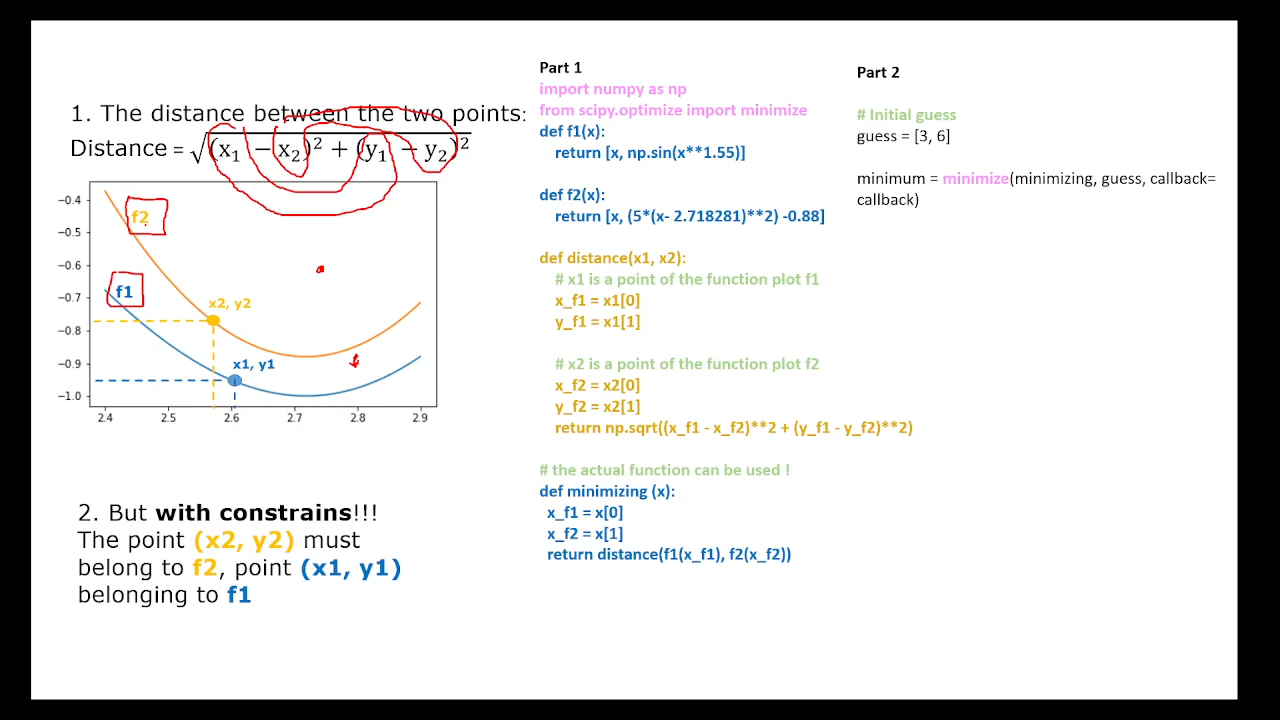 1. The distance between the two points:
Distance = √(x₁ − x₂)² + (y₁ − y₂)²
−0.4
−0.5
−0.6
−0.7
−0.8
−0.9
−1.0
2.4 2.5 2.6 2.7 2.8 2.9
f2
f1
x2, y2
x1, y1
2. But with constrains!!!
The point (x2, y2) must
belong to f2, point (x1, y1)
belonging to f1
Part 1
import numpy as np
from scipy.optimize import minimize
def f1(x):
return [x, np.sin(x**1.55)]
def f2(x):
return [x, (5*(x- 2.718281)**2) -0.88]
def distance(x1, x2):
# x1 is a point of the function plot f1
x_f1 = x1[0]
y_f1 = x1[1]
# x2 is a point of the function plot f2
x_f2 = x2[0]
y_f2 = x2[1]
return np.sqrt((x_f1 - x_f2)**2 + (y_f1 - y_f2)**2)
# the actual function can be used !
def minimizing (x):
x_f1 = x[0]
x_f2 = x[1]
return distance(f1(x_f1), f2(x_f2))
Part 2
# Initial guess
guess = [3, 6]
minimum = minimize(minimizing, guess, callback=
callback)